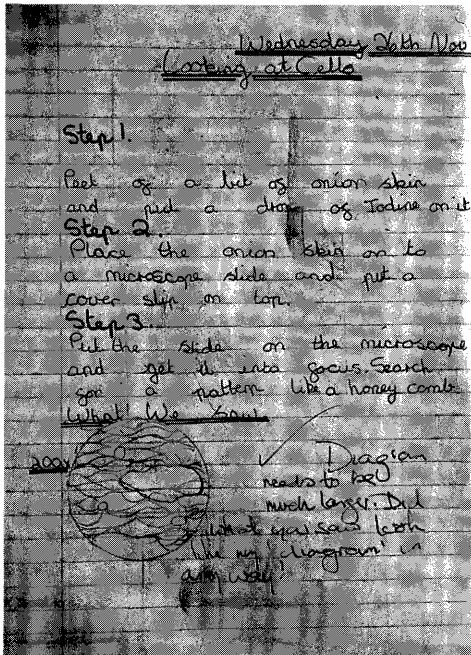 Wednesday 26th Nov
Looking at Cells
Step 1.
Peel of a bit of onion skin
and put a drop of Iodine on it
Step 2.
Place the onion skin on to
a microscope slide and put a
cover slip on top.
Step 3.
Put the slide on the microscope
and get it into focus. Search
for a pattern like a honey comb.
What We Saw
200x
Diagram
needs to be
much larger. Did
what you saw look
like my 'diagram' in
any way